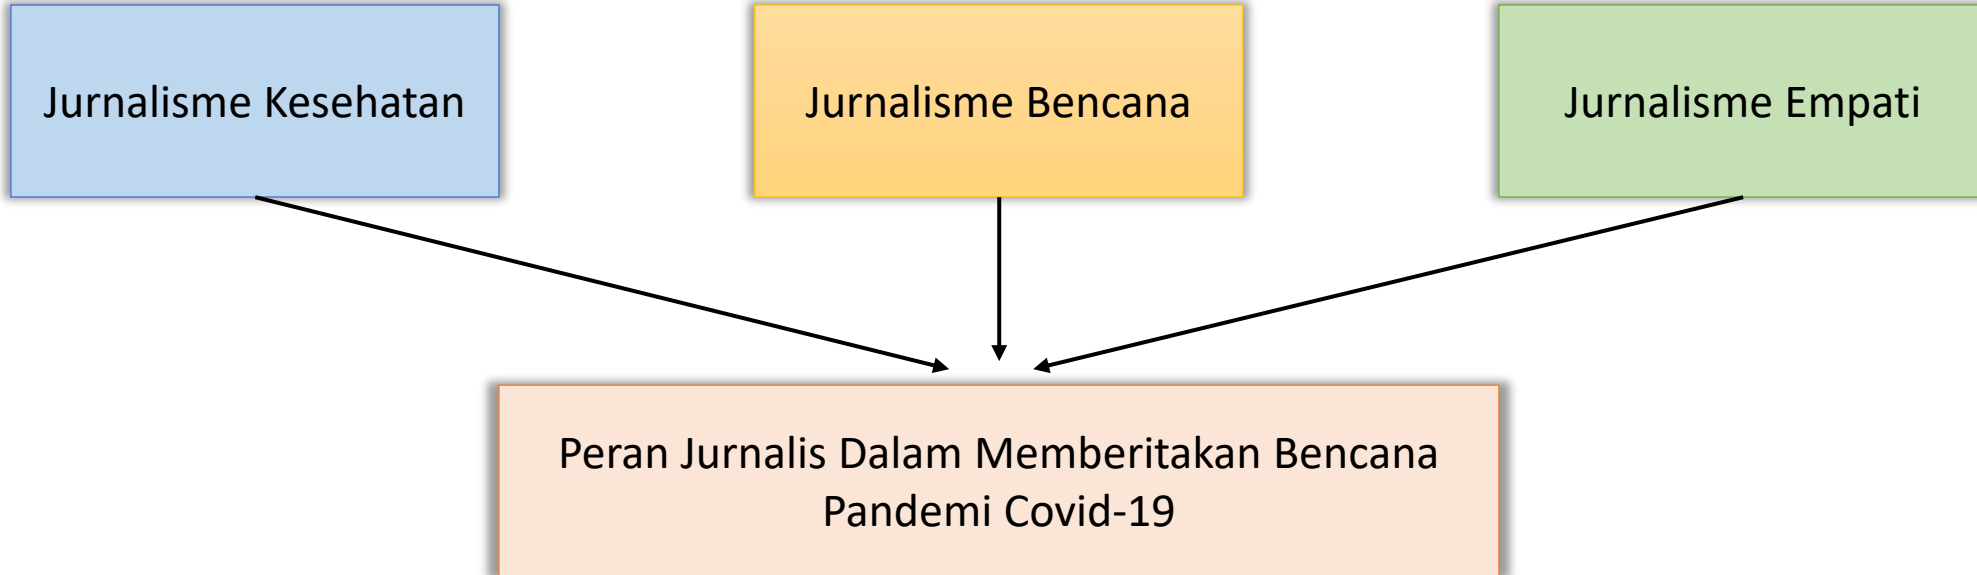 Jurnalisme Kesehatan
Jurnalisme Bencana
Jurnalisme Empati
Peran Jurnalis Dalam Memberitakan Bencana
Pandemi Covid-19